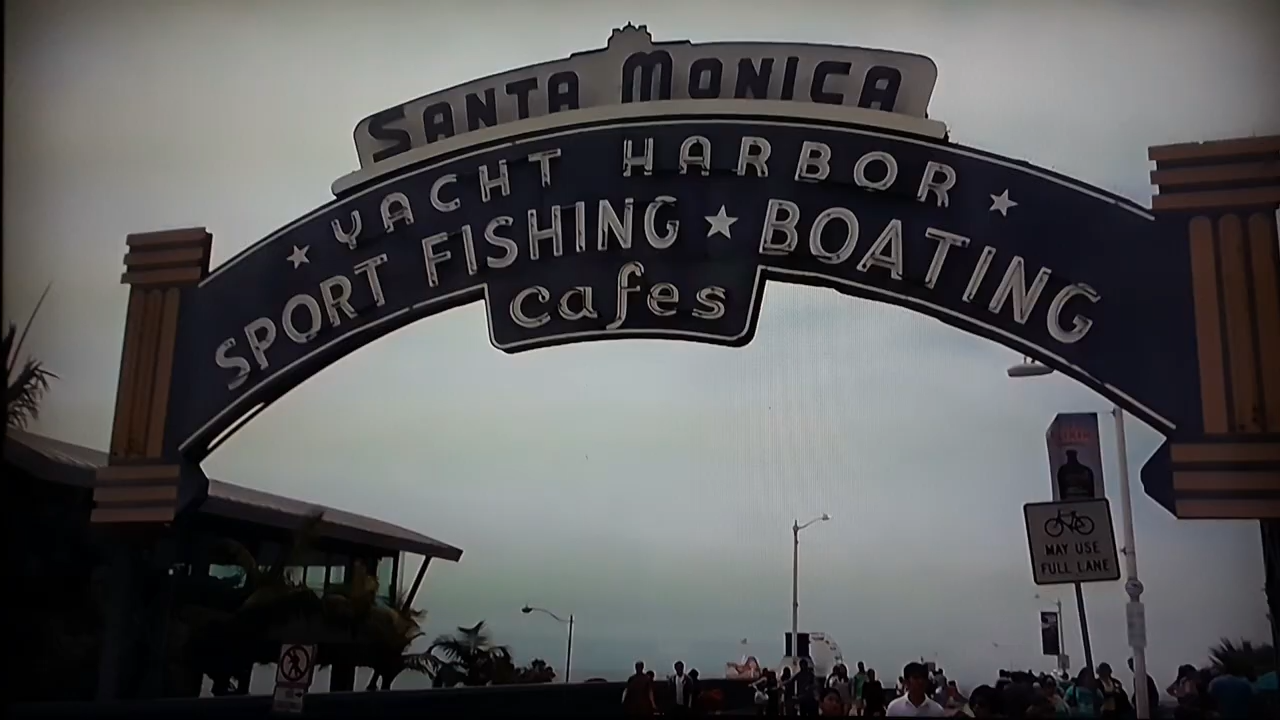 SANTA MONICA
YACHT HARBOR
SPORT FISHING BOATING
cafes
MAY USE
FULL LANE